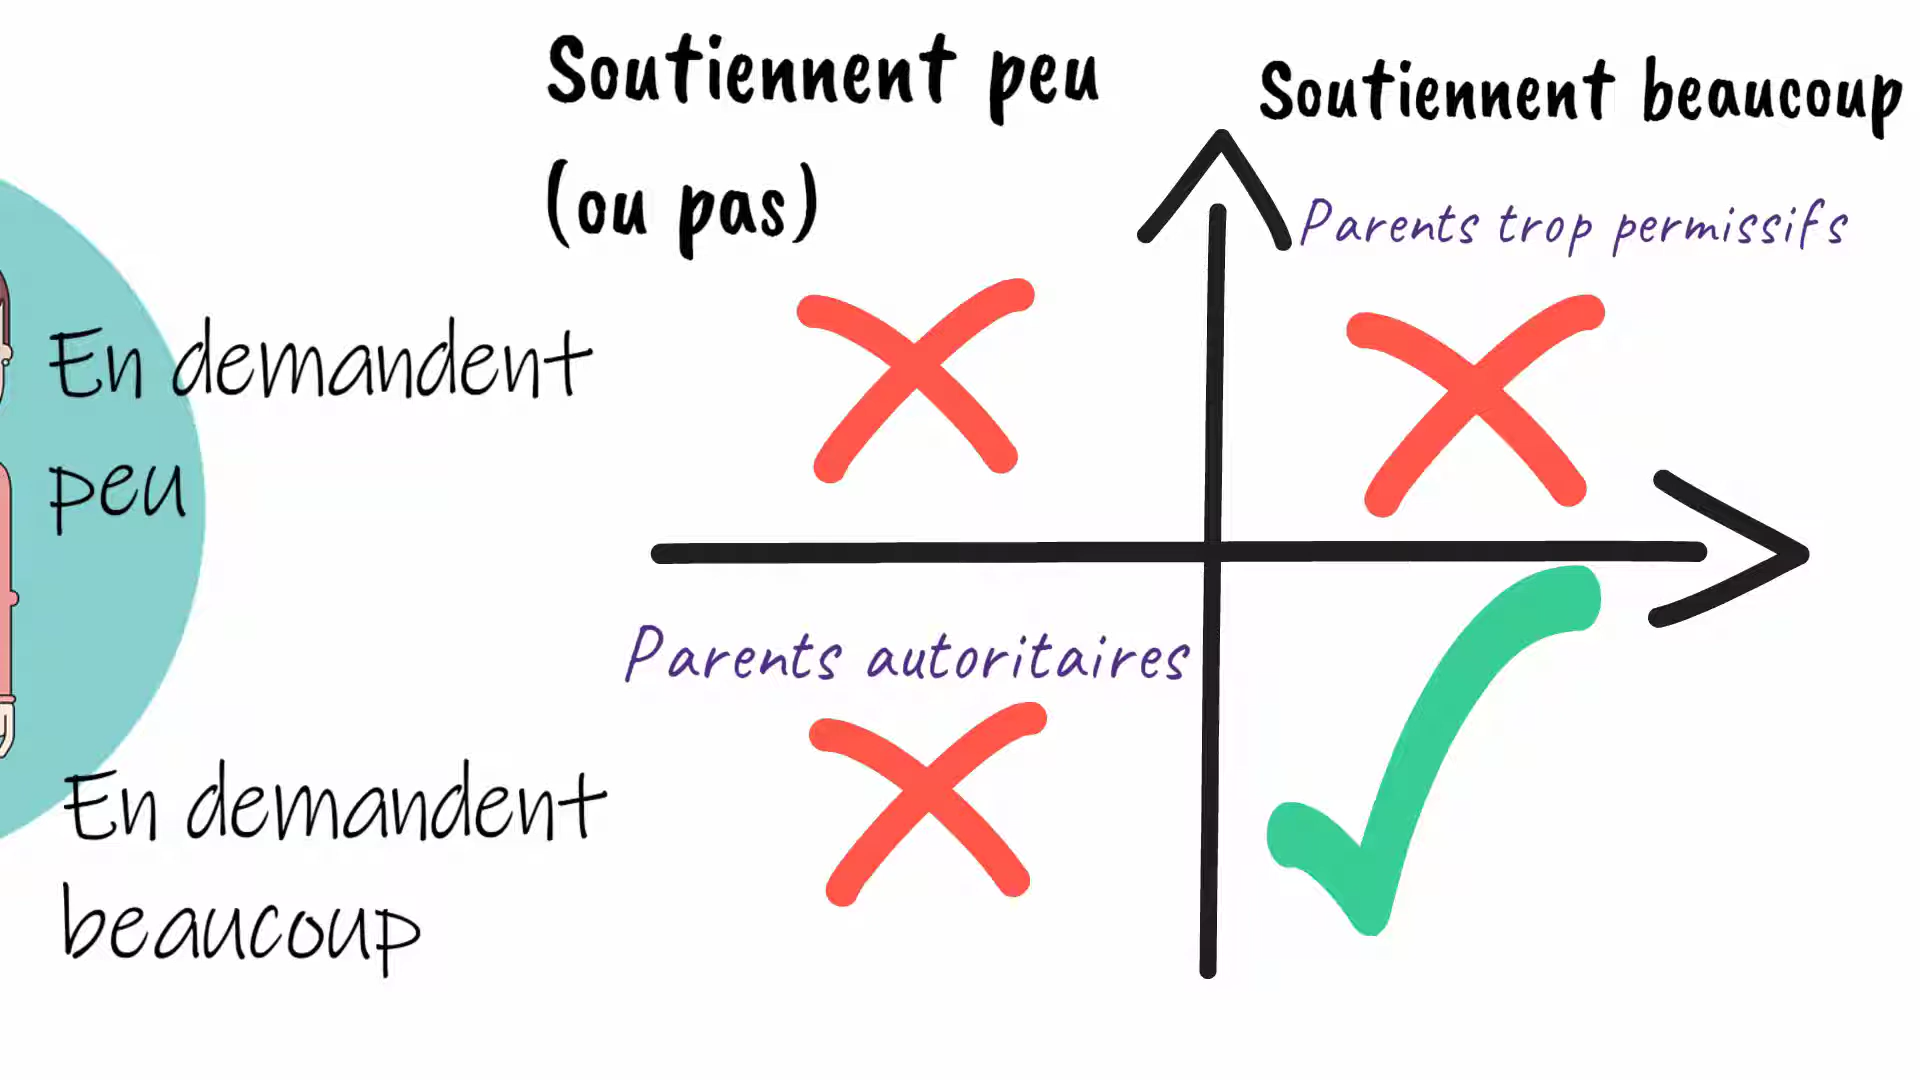 Soutiennent peu
(ou pas)
Soutiennent beaucoup
Parents trop permissifs
En demandent
peu
Parents autoritaires
En demandent
beaucoup